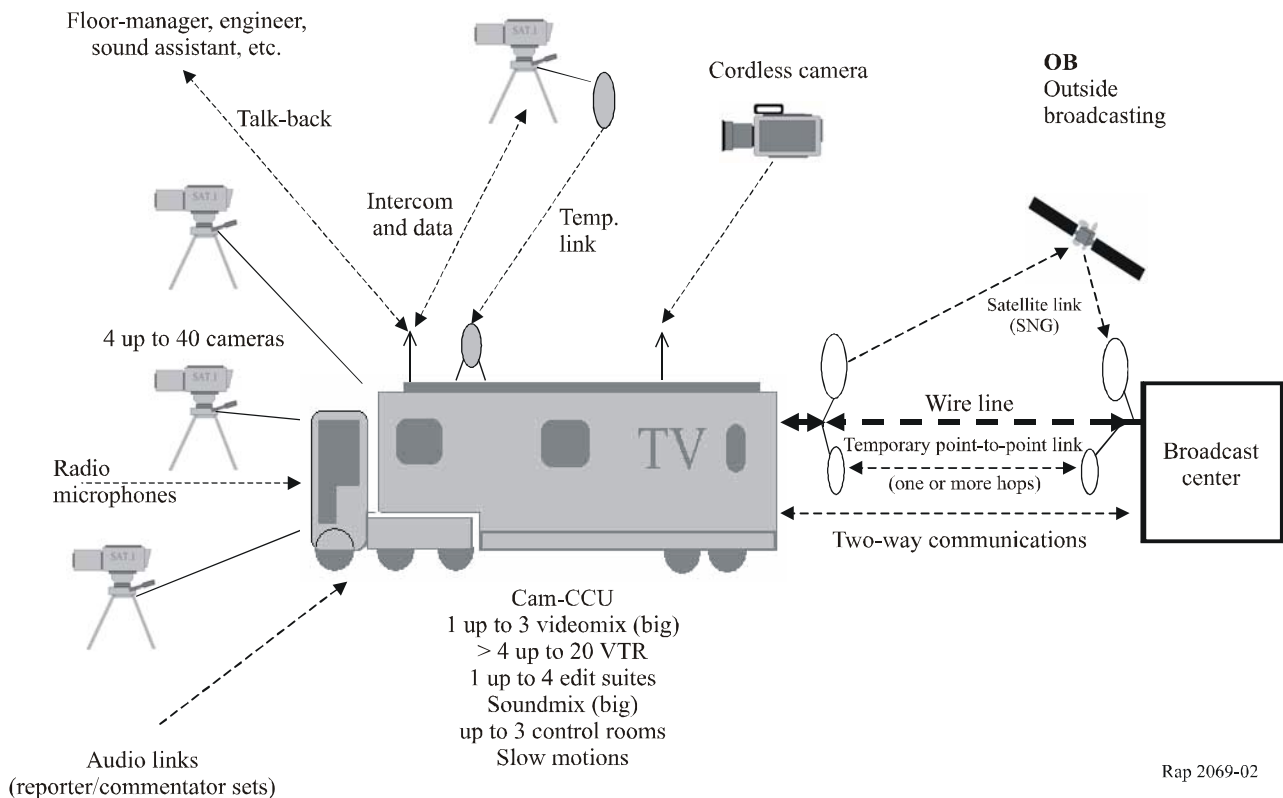 Floor-manager, engineer,
sound assistant, etc.
SAT.1
Cordless camera
OB
Outside
broadcasting
Talk-back
SAT.1
Intercom
and data
Temp.
link
Satellite link
(SNG)
4 up to 40 cameras
SAT.1
TV
Wire line
Temporary point-to-point link
(one or more hops)
Broadcast
center
Radio
microphones
Two-way communications
SAT.1
Cam-CCU
1 up to 3 videomix (big)
> 4 up to 20 VTR
1 up to 4 edit suites
Soundmix (big)
up to 3 control rooms
Slow motions
Audio links
(reporter/commentator sets)
Rap 2069-02